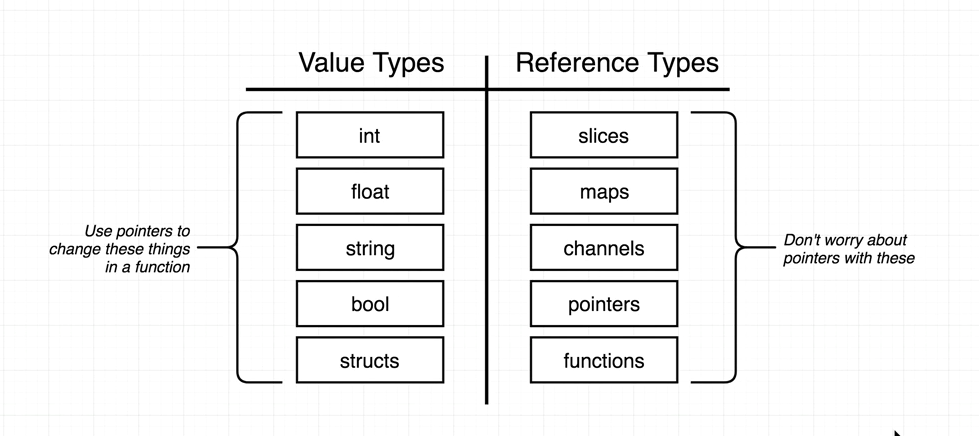 Value Types
Reference Types
int
slices
float
maps
Use pointers to
change these things
in a function
string
channels
Don't worry about
pointers with these
bool
pointers
structs
functions